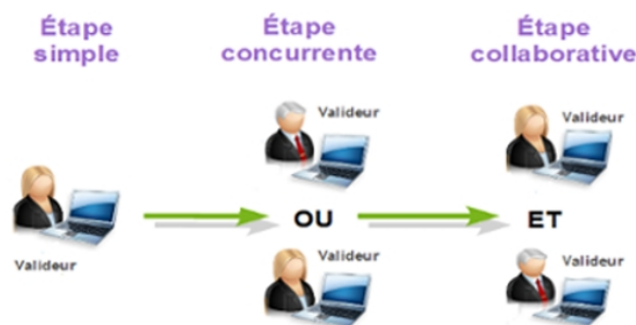 Étape
simple
Étape
concurrente
Étape
collaborative
Valideur
Valideur
Valideur
OU
ET
Valideur
Valideur